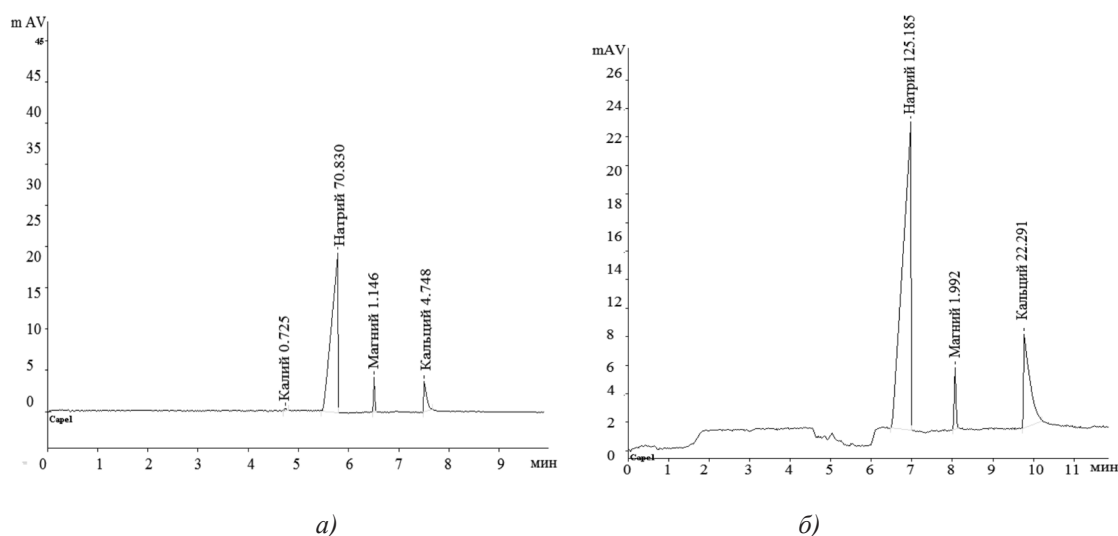 m AV
45
45
40
35
30
25
20
15
10
5
0
Калий 0.725
Натрий 70.830
Магний 1.146
Кальций 4.748
Cape1
0 1 2 3 4 5 6 7 8 9 мин
а)
mAV
26
24
22
20
18
16
14
12
10
8
6
4
2
0
Натрий 125.185
Магний 1.992
Кальций 22.291
Cape1
0 1 2 3 4 5 6 7 8 9 10 11 мин
б)